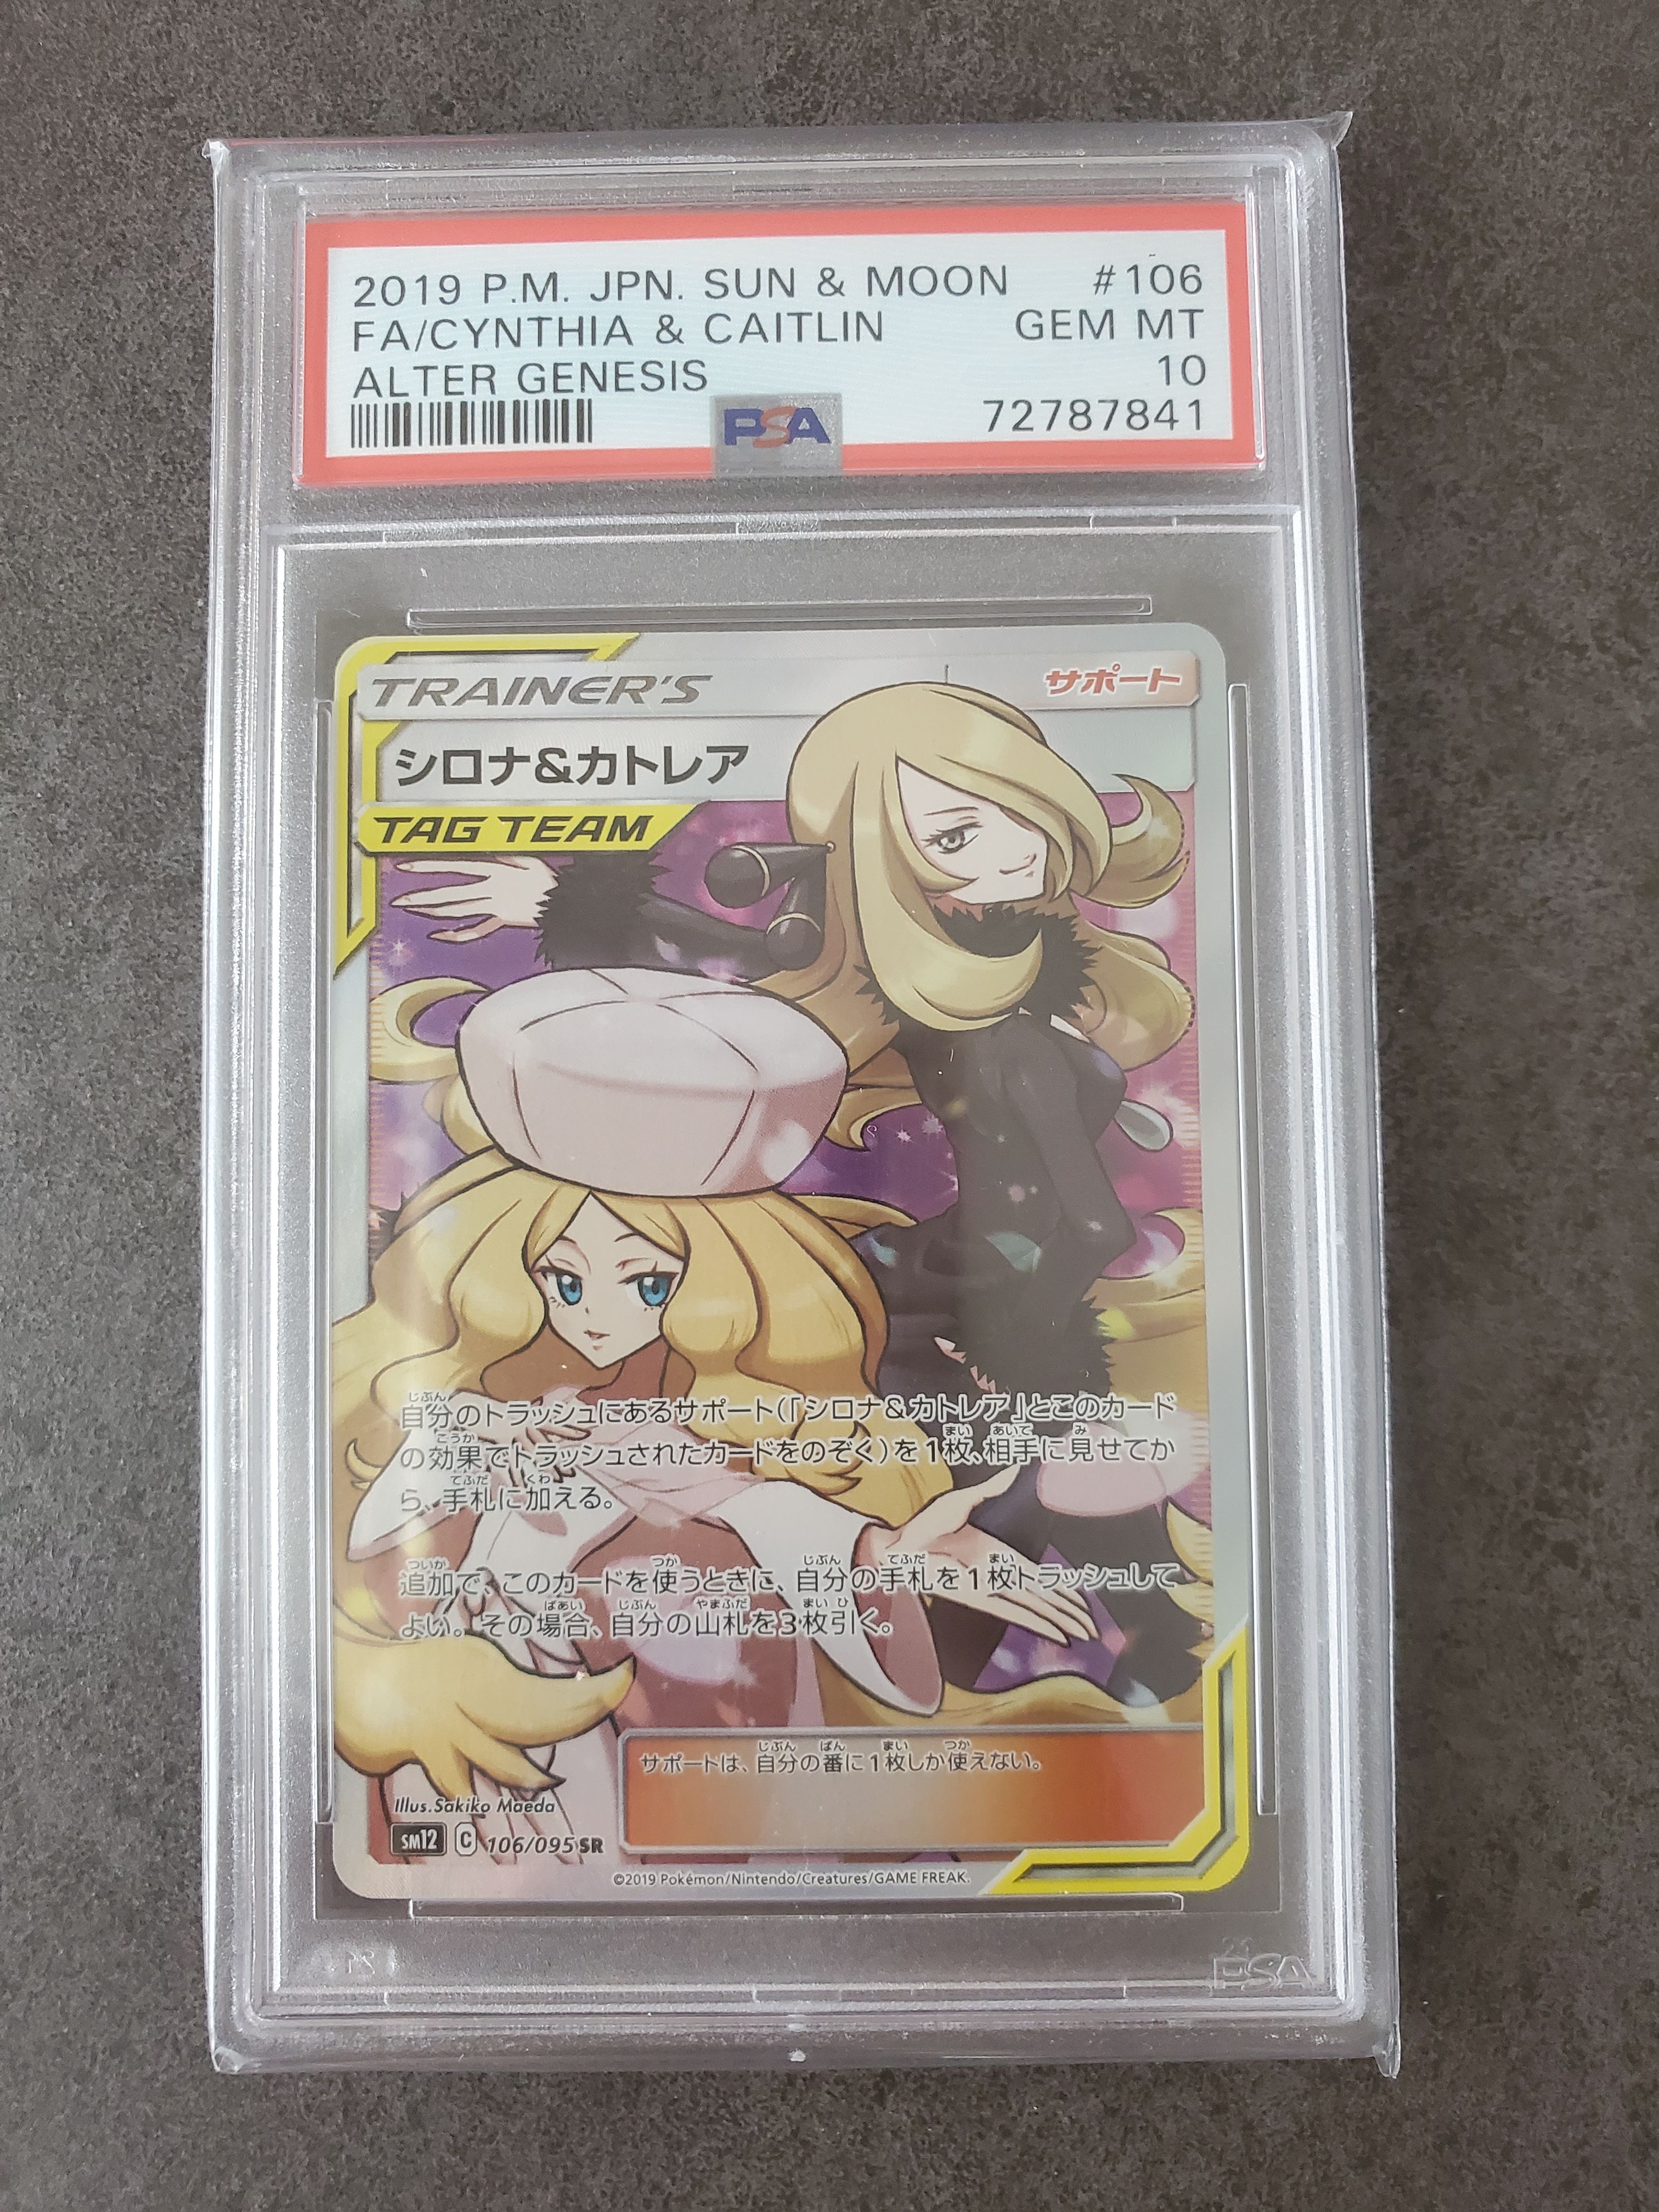 2019 P.M. JPN. SUN & MOON #106
FA/CYNTHIA & CAITLIN GEM MT
ALTER GENESIS 10
PSA 72787841
TRAINER'S サポート
シロナ&カトレア
TAG TEAM
自分のトラッシュにあるサポート(「シロナ&カトレア」とこのカード
の効果でトラッシュされたカードをのぞく)を1枚、相手に見せてか
ら、手札に加える。
追加で、このカードを使うときに、自分の手札を1枚トラッシュして
よい。その場合、自分の山札を3枚引く。
サポートは、自分の番に1枚しか使えない。
Illus.Sakiko Maeda
SM12 C 106/095 SR
©2019 Pokémon/Nintendo/Creatures/GAME FREAK.
PSA